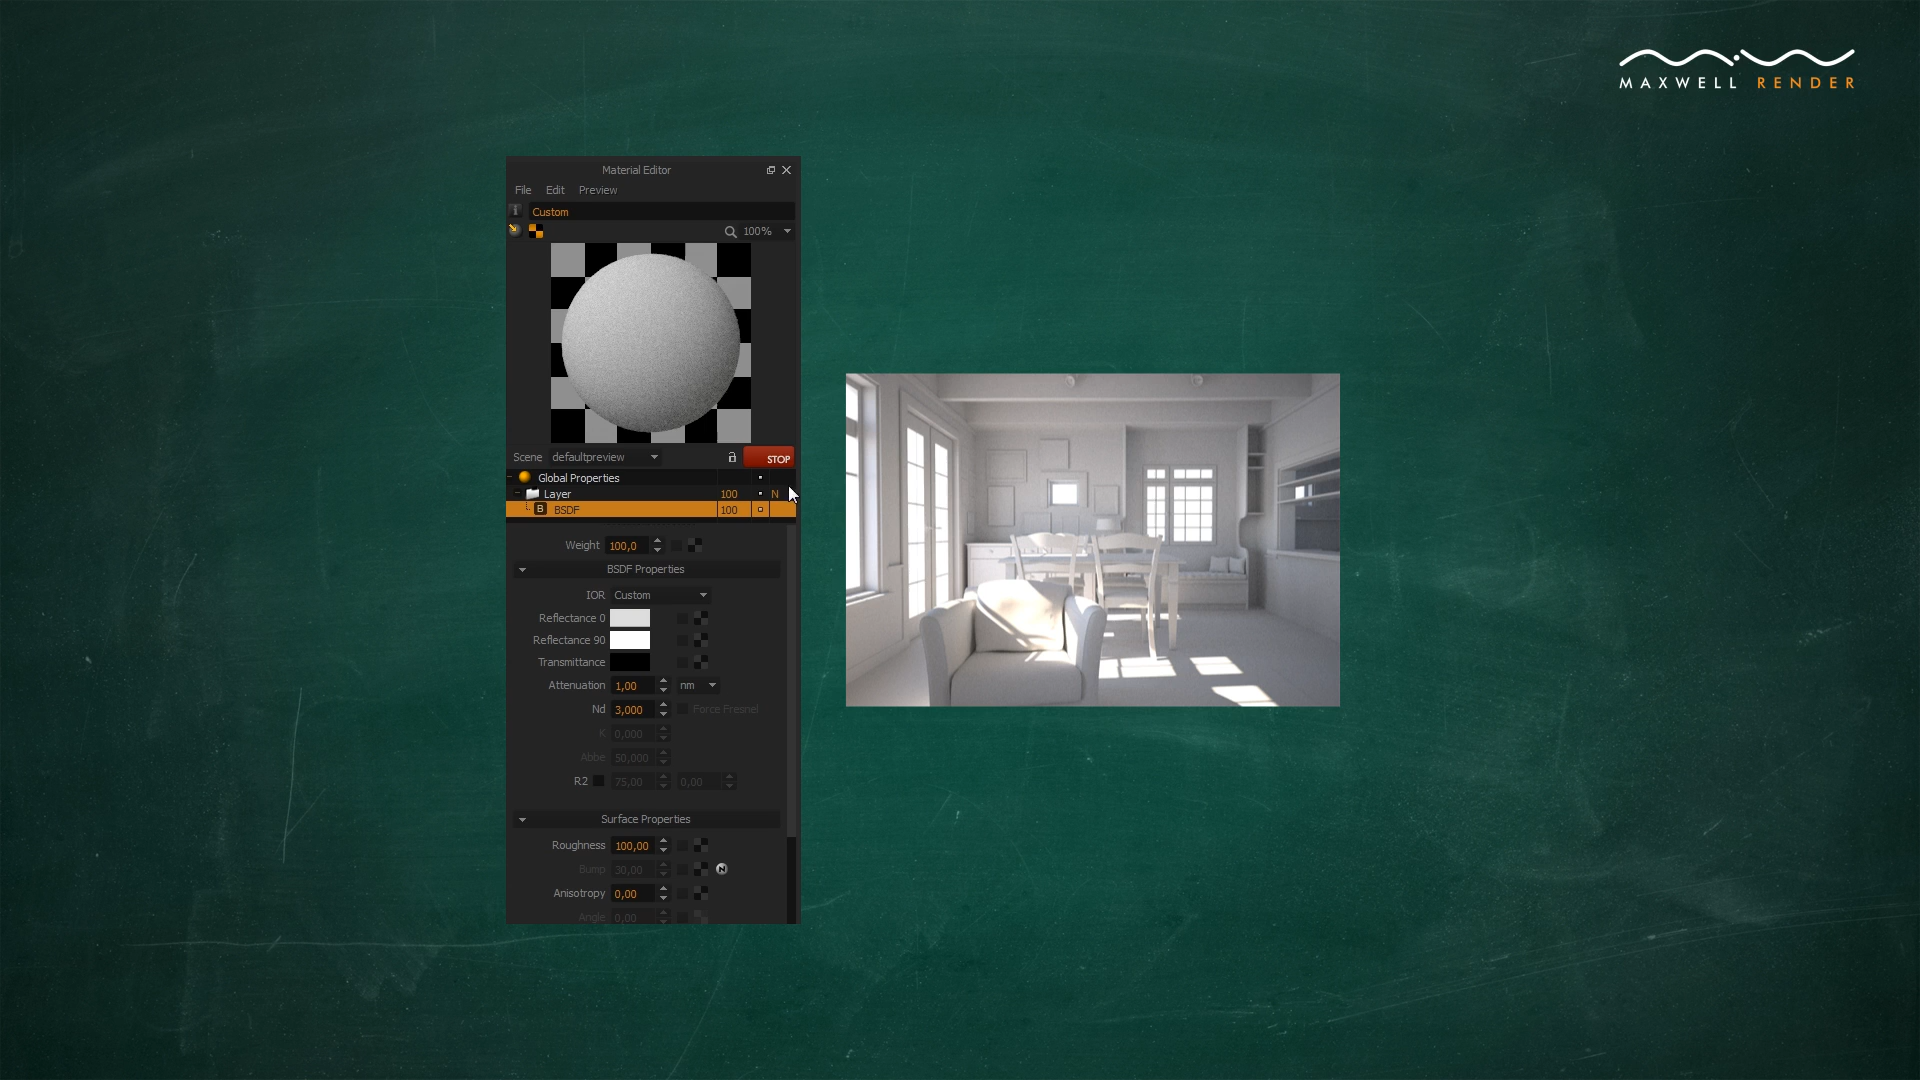 MAXWELL RENDER
Material Editor
File Edit Preview
Custom
100%
Scene defaultpreview STOP
Global Properties
Layer 100 N
B BSDF 100
Weight 100,0
BSDF Properties
IOR Custom
Reflectance 0
Reflectance 90
Transmittance
Attenuation 1,00 nm
Nd 3,000 Force Fresnel
K 0,000
Abbe 50,000
R2 75,00 0,00
Surface Properties
Roughness 100,00
Bump 30,00 N
Anisotropy 0,00
Angle 0,00